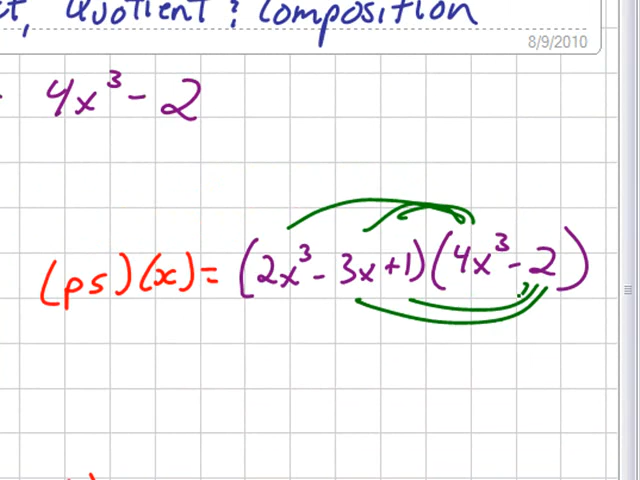 Quotient & Composition
8/9/2010
4x³ - 2
(ps)(x) = (2x³ - 3x + 1)(4x³ - 2)